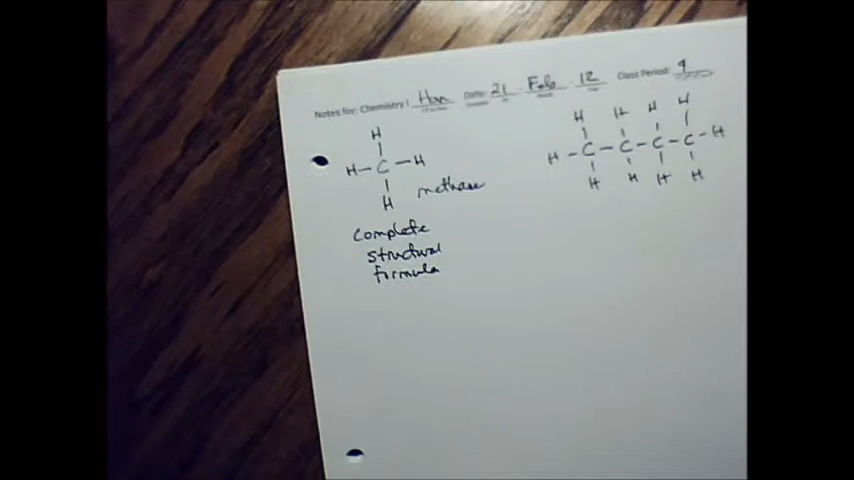 Notes for: Chemistry I Hon Date: 21 Feb 12 Class Period: 4
H
H-C-H
H
methane
complete
structural
formula
H H H H
H-C-C-C-C-H
H H H H